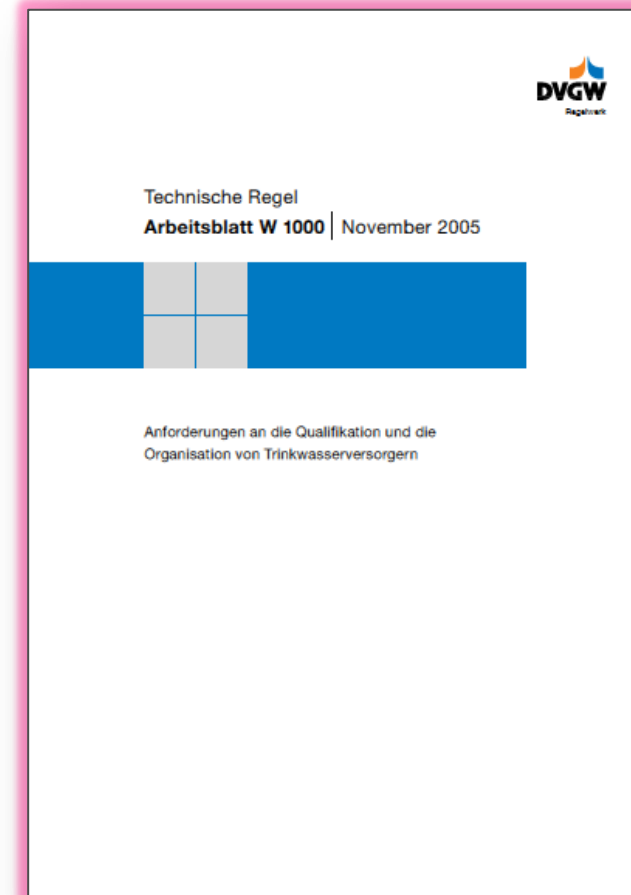 DVGW
Regelwerk
Technische Regel
Arbeitsblatt W 1000 | November 2005
Anforderungen an die Qualifikation und die
Organisation von Trinkwasserversorgern